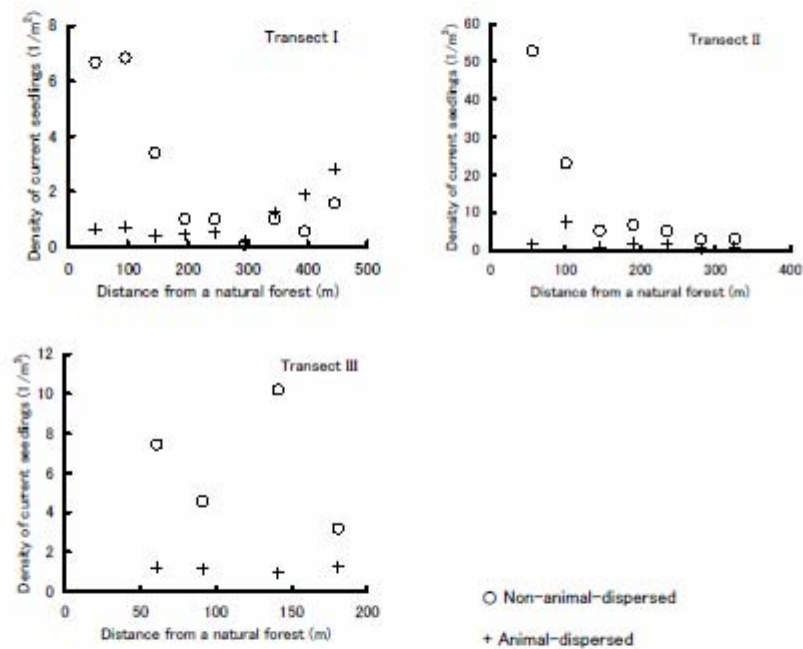 Transect Ⅰ
Density of current seedlings (1/m²)
8
6
4
2
0
0 100 200 300 400 500
Distance from a natural forest (m)
Transect Ⅱ
Density of current seedlings (1/m²)
60
50
40
30
20
10
0
0 100 200 300 400
Distance from a natural forest (m)
Transect Ⅲ
Density of current seedlings (1/m²)
12
10
8
6
4
2
0
0 50 100 150 200
Distance from a natural forest (m)
Non-animal-dispersed
Animal-dispersed